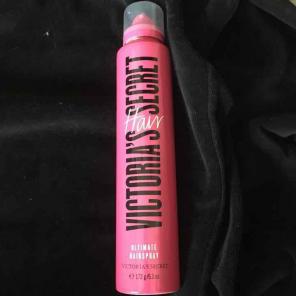 VICTORIA'S SECRET
Hair
ULTIMATE
HAIRSPRAY
VICTORIA'S SECRET